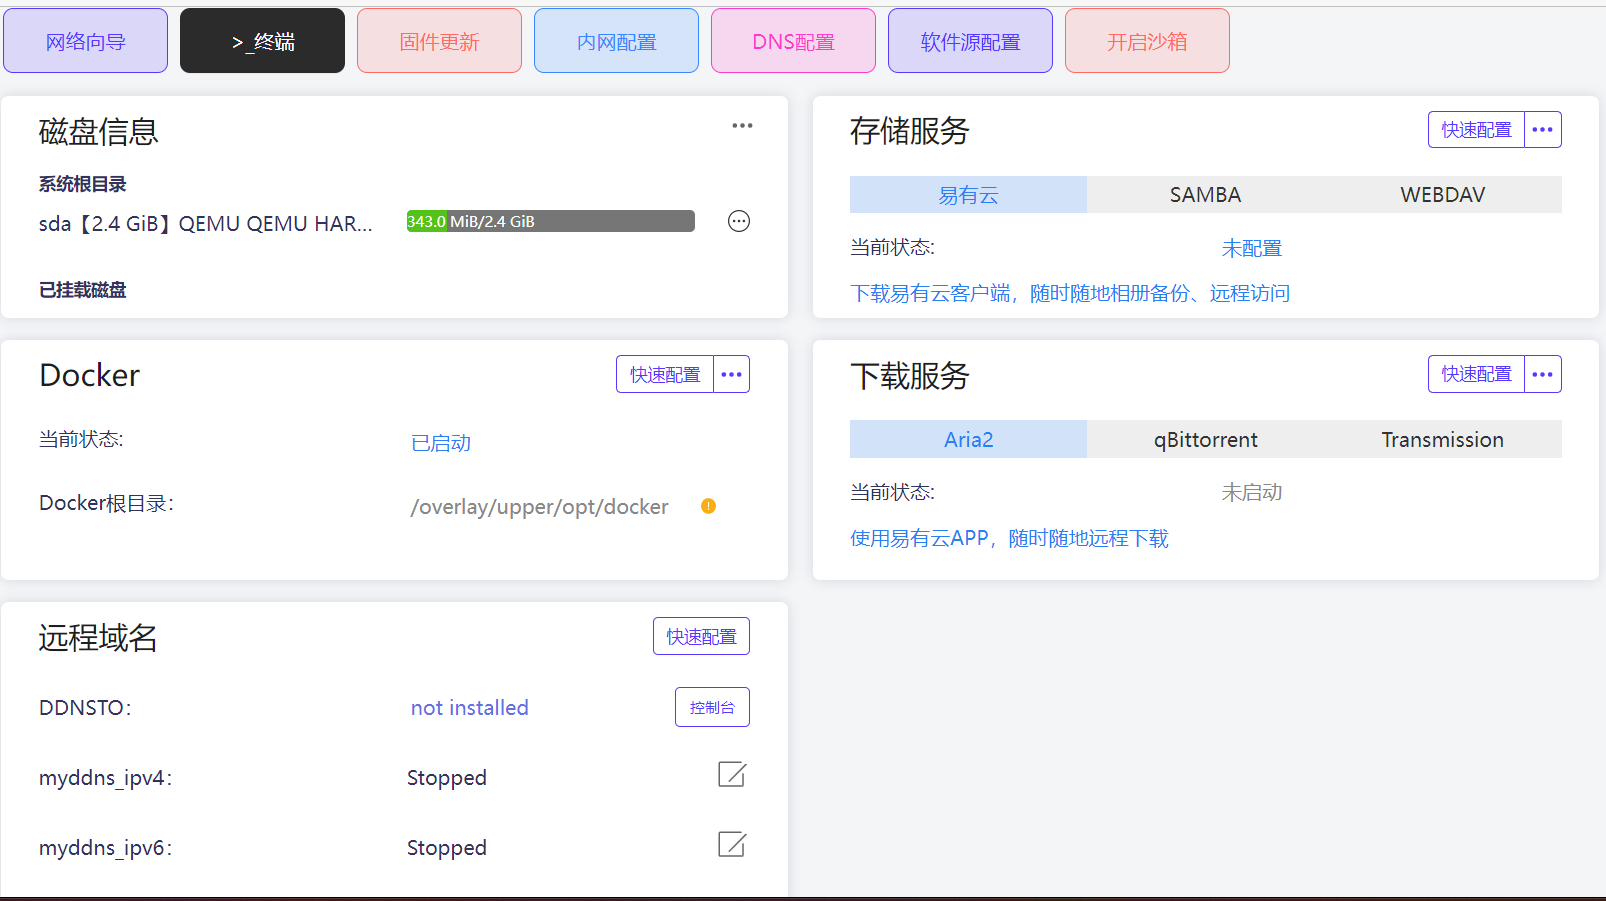 网络向导
>_终端
固件更新
内网配置
DNS配置
软件源配置
开启沙箱
磁盘信息
系统根目录
sda【2.4 GiB】QEMU QEMU HAR...
343.0 MiB/2.4 GiB
已挂载磁盘
存储服务
快速配置
易有云
SAMBA
WEBDAV
当前状态:
未配置
下载易有云客户端，随时随地相册备份、远程访问
Docker
快速配置
当前状态:
已启动
Docker根目录:
/overlay/upper/opt/docker
下载服务
快速配置
Aria2
qBittorrent
Transmission
当前状态:
未启动
使用易有云APP，随时随地远程下载
远程域名
快速配置
DDNSTO:
not installed
控制台
myddns_ipv4:
Stopped
myddns_ipv6:
Stopped